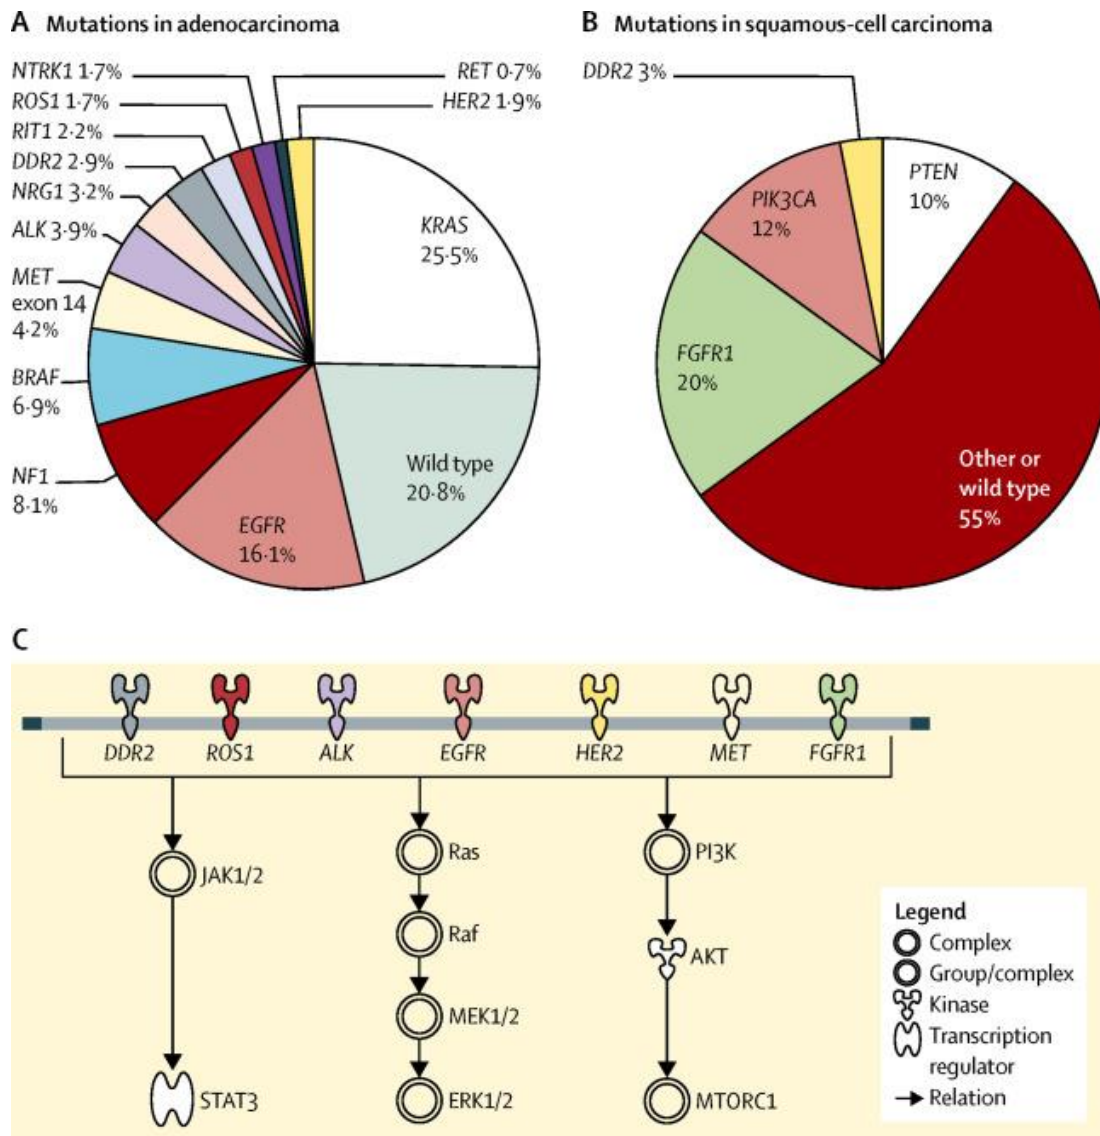 A Mutations in adenocarcinoma
NTRK1 1·7%
ROS1 1·7%
RIT1 2·2%
DDR2 2·9%
NRG1 3·2%
ALK 3·9%
MET
exon 14
4·2%
BRAF
6·9%
NF1
8·1%
RET 0·7%
HER2 1·9%
KRAS
25·5%
Wild type
20·8%
EGFR
16·1%
B Mutations in squamous-cell carcinoma
DDR2 3%
PTEN
10%
PIK3CA
12%
FGFR1
20%
Other or
wild type
55%
C
DDR2 ROS1 ALK EGFR HER2 MET FGFR1
JAK1/2
STAT3
Ras
Raf
MEK1/2
ERK1/2
PI3K
AKT
MTORC1
Legend
Complex
Group/complex
Kinase
Transcription
regulator
Relation